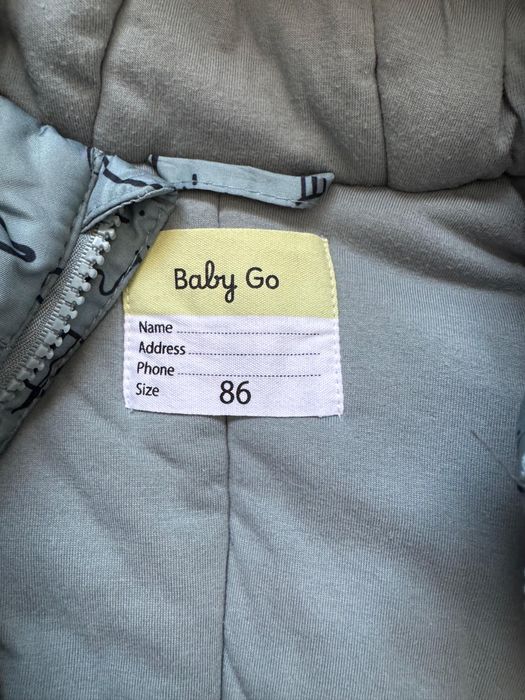 Baby Go
Name
Address
Phone
Size 86